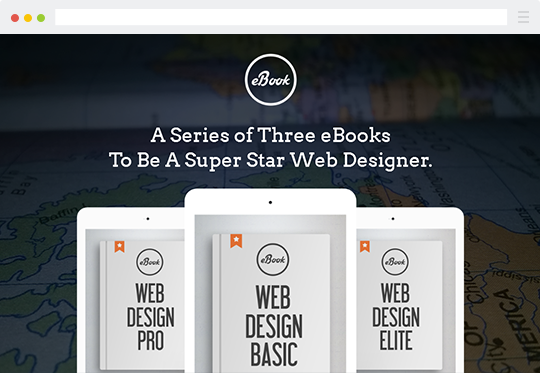 eBook
A Series of Three eBooks
To Be A Super Star Web Designer.
eBook
WEB
DESIGN
PRO
eBook
WEB
DESIGN
BASIC
eBook
WEB
DESIGN
ELITE
AMERICA